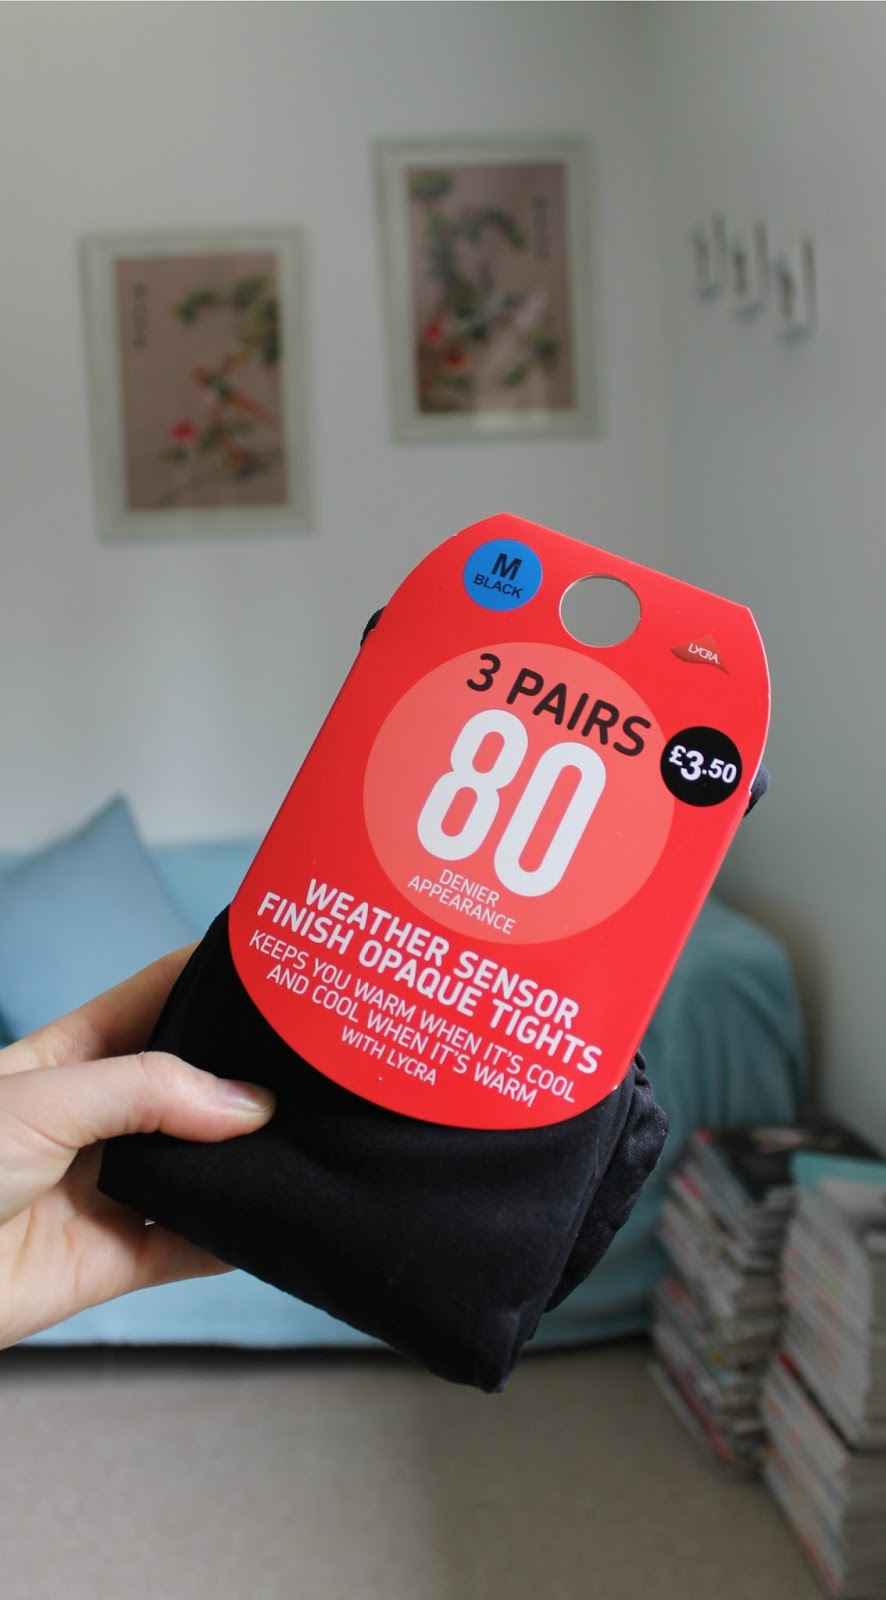 M
BLACK
LYCRA
3 PAIRS
80
£3.50
DENIER
APPEARANCE
WEATHER SENSOR
FINISH OPAQUE TIGHTS
KEEPS YOU WARM WHEN IT'S COOL
AND COOL WHEN IT'S WARM
WITH LYCRA